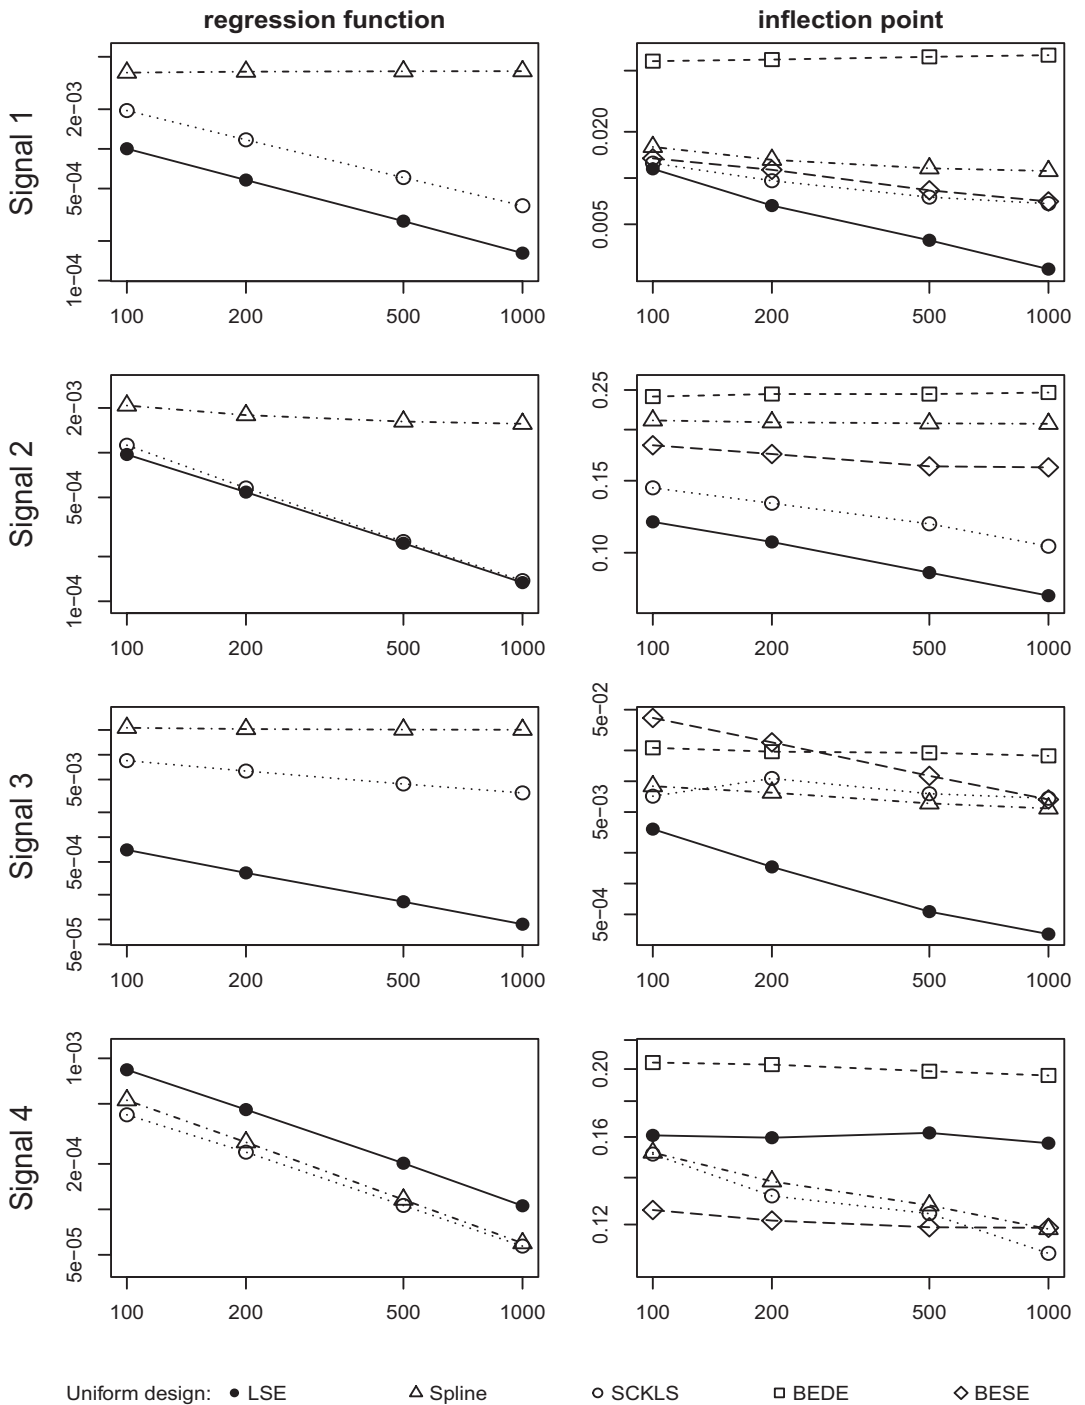 regression function inflection point
Signal 1
2e−03
5e−04
1e−04
100 200 500 1000
0.020
0.005
100 200 500 1000
Signal 2
2e−03
5e−04
1e−04
100 200 500 1000
0.25
0.15
0.10
100 200 500 1000
Signal 3
5e−03
5e−04
5e−05
100 200 500 1000
5e−02
5e−03
5e−04
100 200 500 1000
Signal 4
1e−03
2e−04
5e−05
100 200 500 1000
0.20
0.16
0.12
100 200 500 1000
Uniform design: LSE Spline SCKLS BEDE BESE